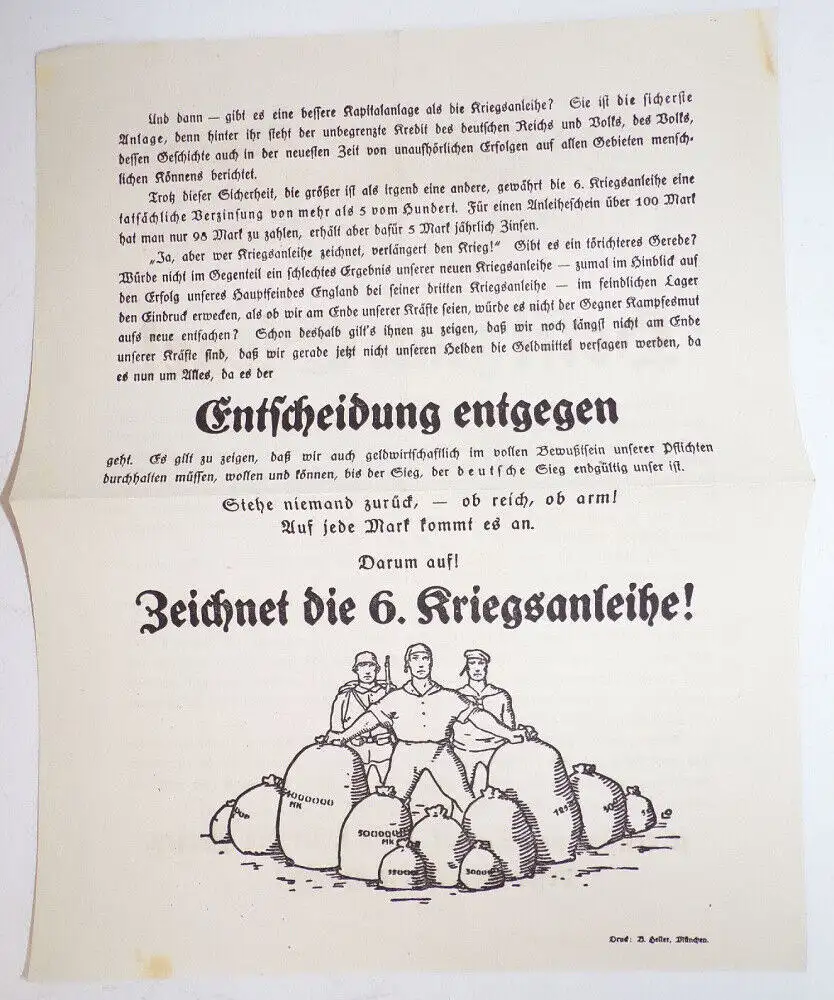 Und dann — gibt es eine bessere Kapitalanlage als die Kriegsanleihe? Sie ist die sicherste
Anlage, denn hinter ihr steht der unbegrenzte Kredit des deutschen Reichs und Volks, des Volks,
dessen Geschichte auch in der neuesten Zeit von unaufhörlichen Erfolgen auf allen Gebieten mensch-
lichen Könnens berichtet.
Trotz dieser Sicherheit, die größer ist als irgend eine andere, gewährt die 6. Kriegsanleihe eine
tatsächliche Verzinsung von mehr als 5 vom Hundert. Für einen Anleiheschein über 100 Mark
hat man nur 98 Mark zu zahlen, erhält aber dafür 5 Mark jährlich Zinsen.
„Ja, aber wer Kriegsanleihe zeichnet, verlängert den Krieg!“ Gibt es ein törichteres Gerede?
Würde nicht im Gegenteil ein schlechtes Ergebnis unserer neuen Kriegsanleihe — zumal im Hinblick auf
den Erfolg unseres Hauptfeindes England bei seiner dritten Kriegsanleihe — im feindlichen Lager
den Eindruck erwecken, als ob wir am Ende unserer Kräfte seien, würde es nicht der Gegner Kampfesmut
aufs neue entfachen? Schon deshalb gilt's ihnen zu zeigen, daß wir noch längst nicht am Ende
unserer Kräfte sind, daß wir gerade jetzt nicht unseren Helden die Geldmittel versagen werden, da
es nun um Alles, da es der
Entscheidung entgegen
geht. Es gilt zu zeigen, daß wir auch geldwirtschaftlich im vollen Bewußtsein unserer Pflichten
durchhalten müssen, wollen und können, bis der Sieg, der deutsche Sieg endgültig unser ist.
Stehe niemand zurück, — ob reich, ob arm!
Auf jede Mark kommt es an.
Darum auf!
Zeichnet die 6. Kriegsanleihe!
MK
MK
Druck: B. Heller, München.